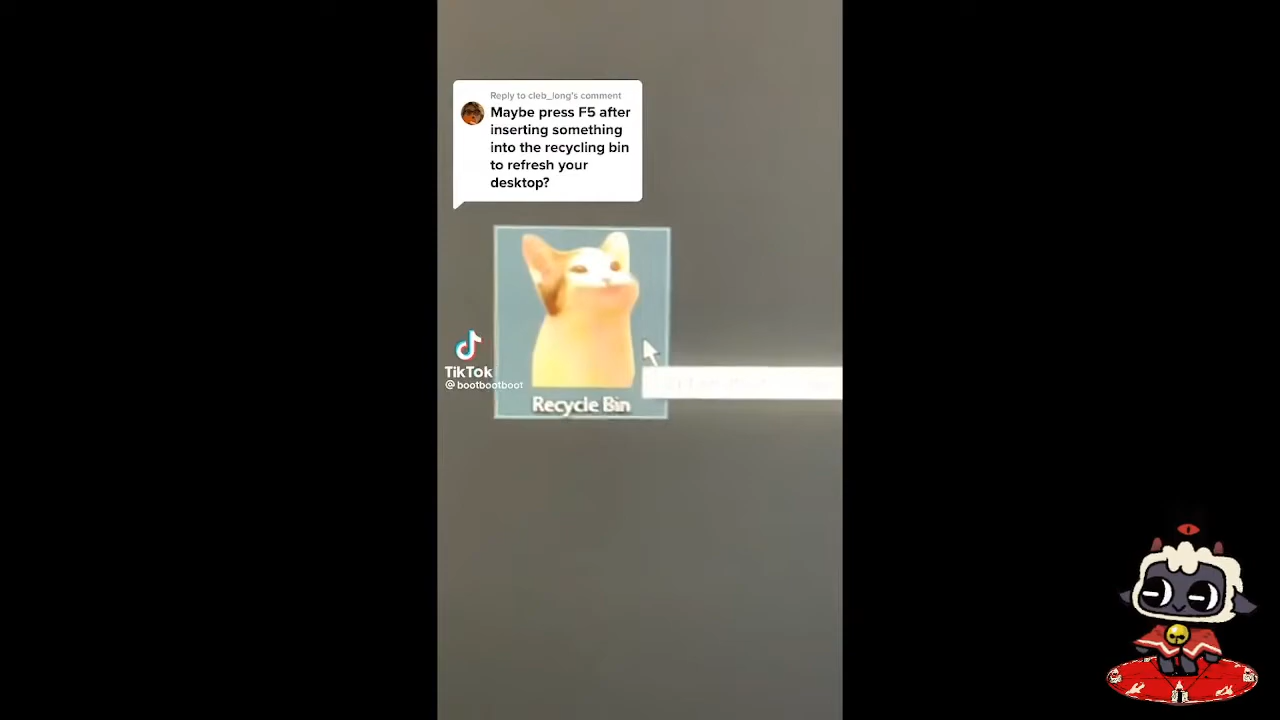 Reply to cleb_long's comment
Maybe press F5 after
inserting something
into the recycling bin
to refresh your
desktop?
TikTok
@bootbootboot
Recycle Bin